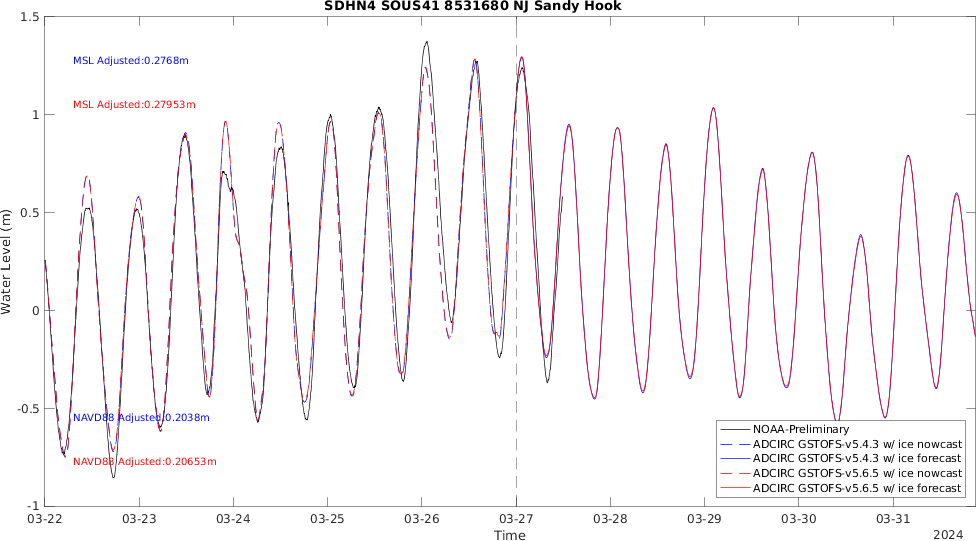 SDHN4 SOUS41 8531680 NJ Sandy Hook
1.5
1
0.5
0
-0.5
-1
Water Level (m)
MSL Adjusted:0.2768m
MSL Adjusted:0.27953m
NAVD88 Adjusted:0.2038m
NAVD88 Adjusted:0.20653m
NOAA-Preliminary
ADCIRC GSTOFS-v5.4.3 w/ ice nowcast
ADCIRC GSTOFS-v5.4.3 w/ ice forecast
ADCIRC GSTOFS-v5.6.5 w/ ice nowcast
ADCIRC GSTOFS-v5.6.5 w/ ice forecast
03-22 03-23 03-24 03-25 03-26 03-27 03-28 03-29 03-30 03-31
Time
2024